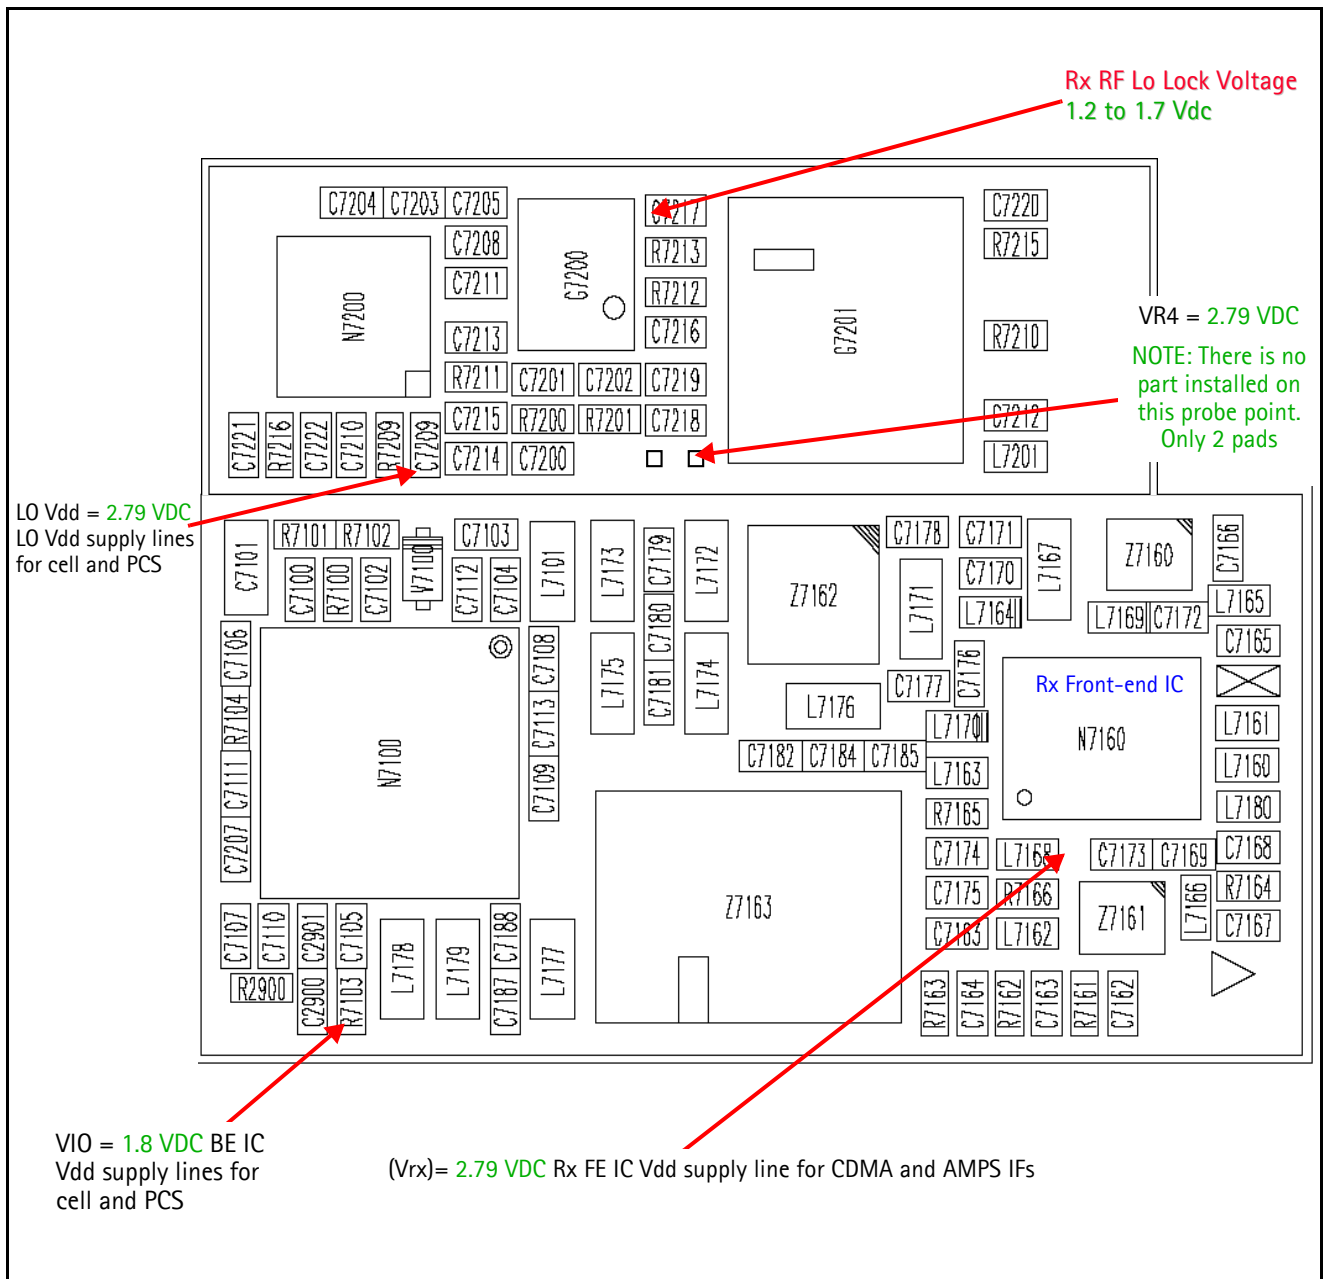 Rx RF Lo Lock Voltage
1.2 to 1.7 Vdc
C7204 C7203 C7205
C7208
C7211
C7213
R7211
C7215
C7214
N7200
G7200
C7217
R7213
R7212
C7216
C7201 C7202 C7219
R7200 R7201 C7218
C7200
G7201
C7220
R7215
R7210
C7212
L7201
VR4 = 2.79 VDC
NOTE: There is no
part installed on
this probe point.
Only 2 pads
C7221 R7216 C7222 C7210 R7209 C7209
LO Vdd = 2.79 VDC
LO Vdd supply lines
for cell and PCS
C7101
R7101 R7102
C7100 R7100 C7102
V7100
C7103
C7112 C7104
L7101
L7173
C7179
L7172
C7180
L7175
C7181
L7174
Z7162
C7178
L7171
C7177
C7176
C7171
C7170
L7164
L7167
Z7160
C7166
L7169 C7172
L7165
C7165
L7176
C7182 C7184 C7185
L7170
L7163
R7165
C7174
C7175
C7183
Rx Front-end IC
N7160
L7161
L7160
L7180
C7168
R7164
C7167
C7106
R7104
C7111
C7207
N7100
C7108
C7113
C7109
Z7163
L7168
R7166
L7162
C7173 C7169
Z7161
L7166
C7107 C7110 C2901 C7105
R2900
C2900 R7103
L7178
L7179
C7188
C7187
L7177
R7163 C7164 R7162 C7163 R7161 C7162
VIO = 1.8 VDC BE IC
Vdd supply lines for
cell and PCS
(Vrx)= 2.79 VDC Rx FE IC Vdd supply line for CDMA and AMPS IFs